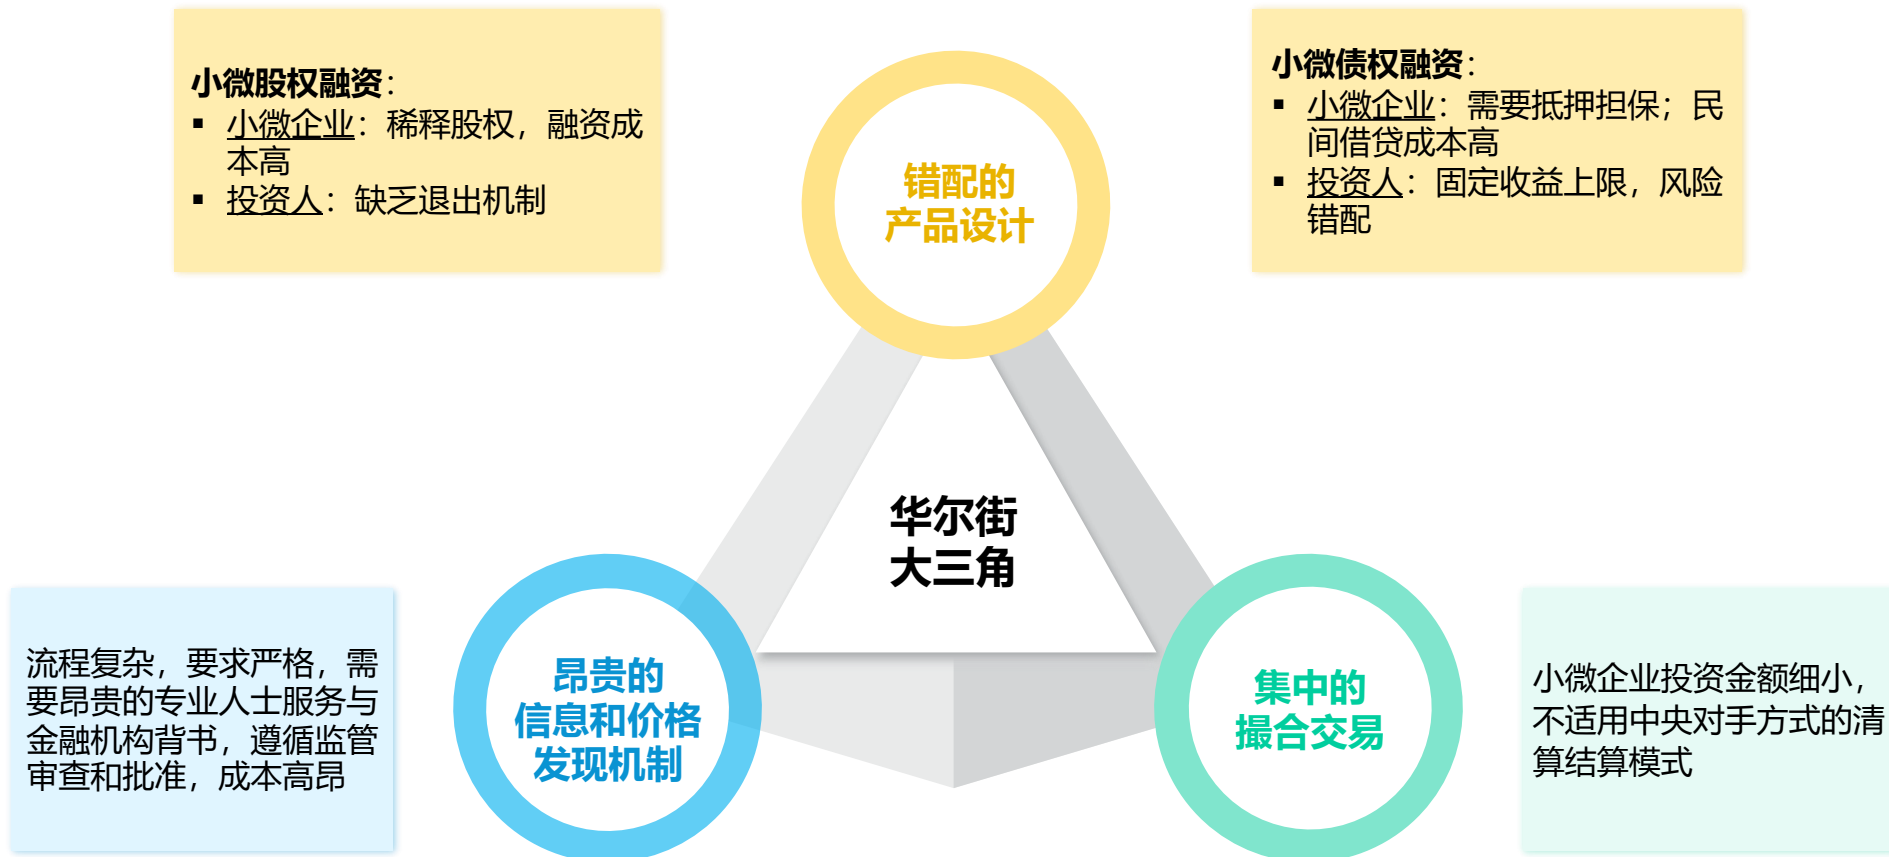 小微股权融资：
▪ 小微企业：稀释股权，融资成
本高
▪ 投资人：缺乏退出机制
错配的
产品设计
小微债权融资：
▪ 小微企业：需要抵押担保；民
间借贷成本高
▪ 投资人：固定收益上限，风险
错配
华尔街
大三角
流程复杂，要求严格，需
要昂贵的专业人士服务与
金融机构背书，遵循监管
审查和批准，成本高昂
昂贵的
信息和价格
发现机制
集中的
撮合交易
小微企业投资金额细小，
不适用中央对手方式的清
算结算模式